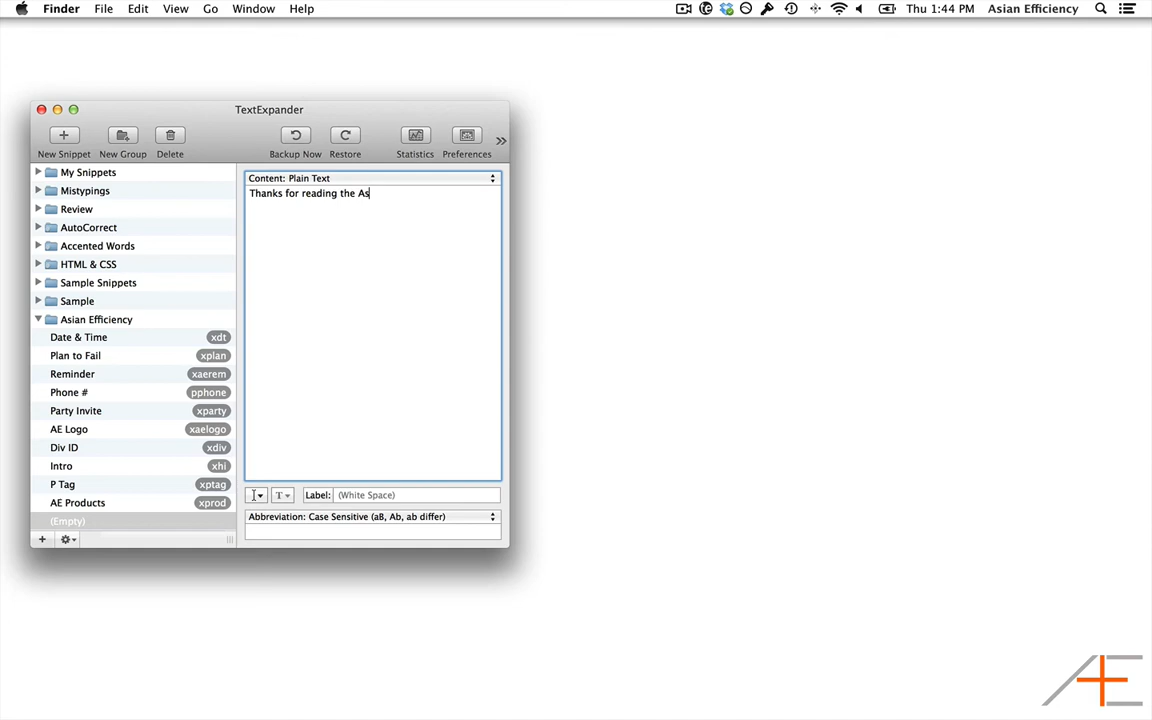 Finder File Edit View Go Window Help Thu 1:44 PM Asian Efficiency
TextExpander
New Snippet New Group Delete Backup Now Restore Statistics Preferences
My Snippets
Mistypings
Review
AutoCorrect
Accented Words
HTML & CSS
Sample Snippets
Sample
Asian Efficiency
Date & Time xdt
Plan to Fail xplan
Reminder xaerem
Phone # pphone
Party Invite xparty
AE Logo xaelogo
Div ID xdiv
Intro xhi
P Tag xptag
AE Products xprod
(Empty)
Content: Plain Text
Thanks for reading the As
Label: (White Space)
Abbreviation: Case Sensitive (aB, Ab, ab differ)
AE